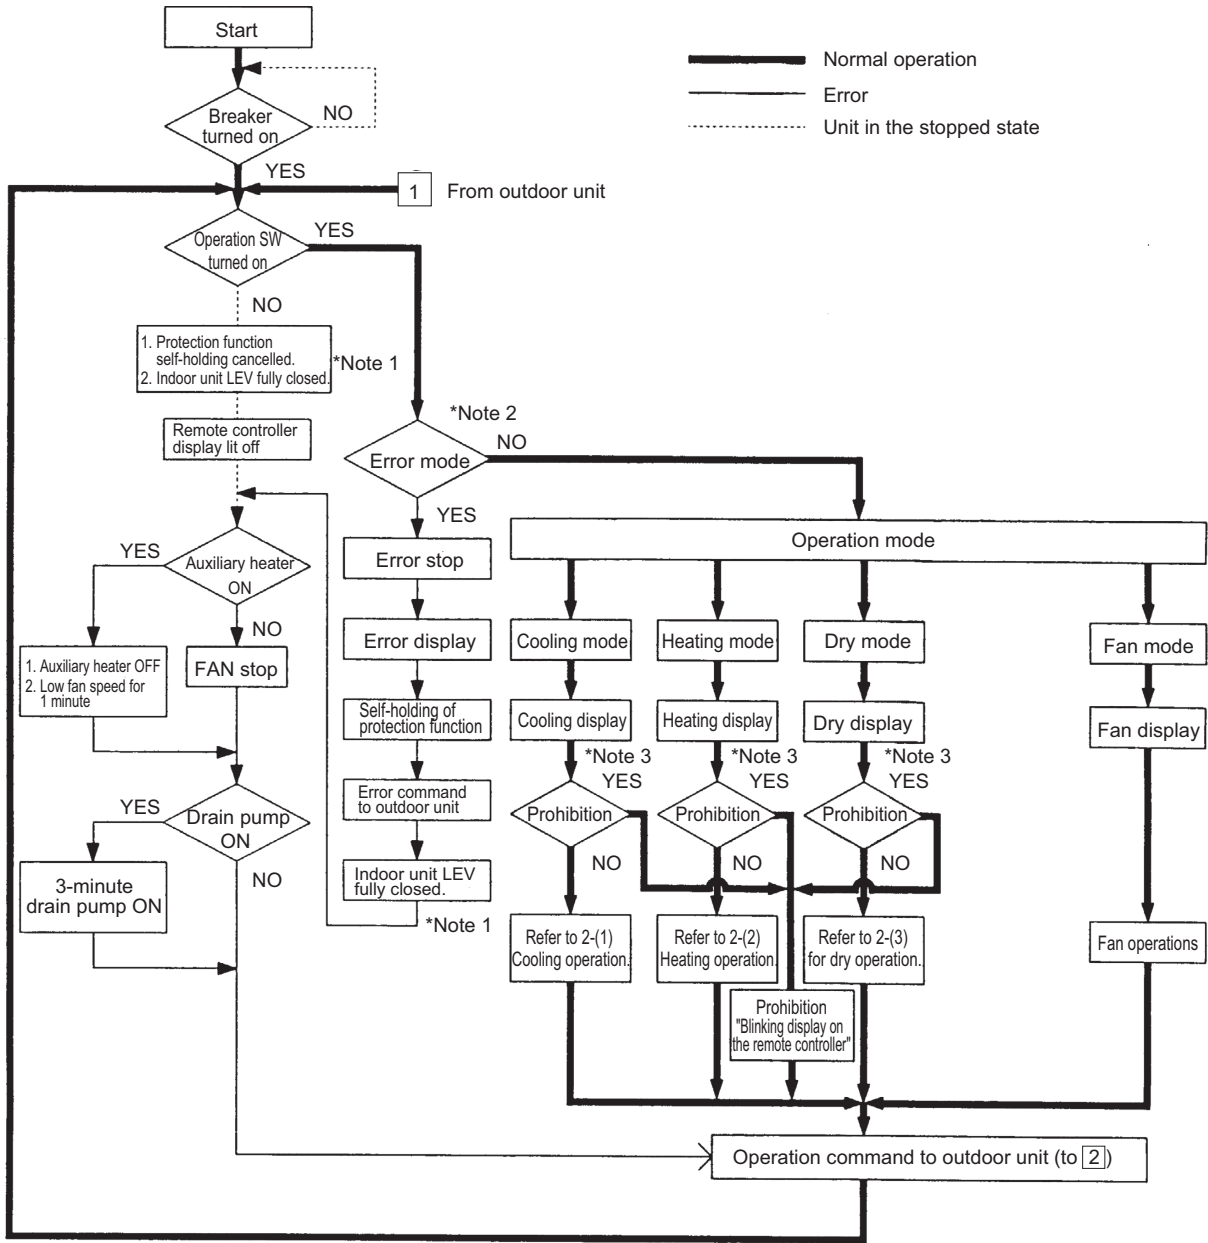 Start
Normal operation
Error
Unit in the stopped state
Breaker
turned on
NO
YES
1
From outdoor unit
Operation SW
turned on
YES
NO
1. Protection function
self-holding cancelled.
2. Indoor unit LEV fully closed.
*Note 1
Remote controller
display lit off
*Note 2
Error mode
NO
YES
Auxiliary heater
ON
YES
NO
1. Auxiliary heater OFF
2. Low fan speed for
1 minute
FAN stop
Drain pump
ON
YES
NO
3-minute
drain pump ON
Error stop
Error display
Self-holding of
protection function
Error command
to outdoor unit
Indoor unit LEV
fully closed.
*Note 1
Operation mode
Cooling mode
Heating mode
Dry mode
Fan mode
Cooling display
Heating display
Dry display
Fan display
*Note 3
YES
*Note 3
YES
*Note 3
YES
Prohibition
Prohibition
Prohibition
NO
NO
NO
Refer to 2-(1)
Cooling operation.
Refer to 2-(2)
Heating operation.
Refer to 2-(3)
for dry operation.
Fan operations
Prohibition
"Blinking display on
the remote controller"
Operation command to outdoor unit (to 2)